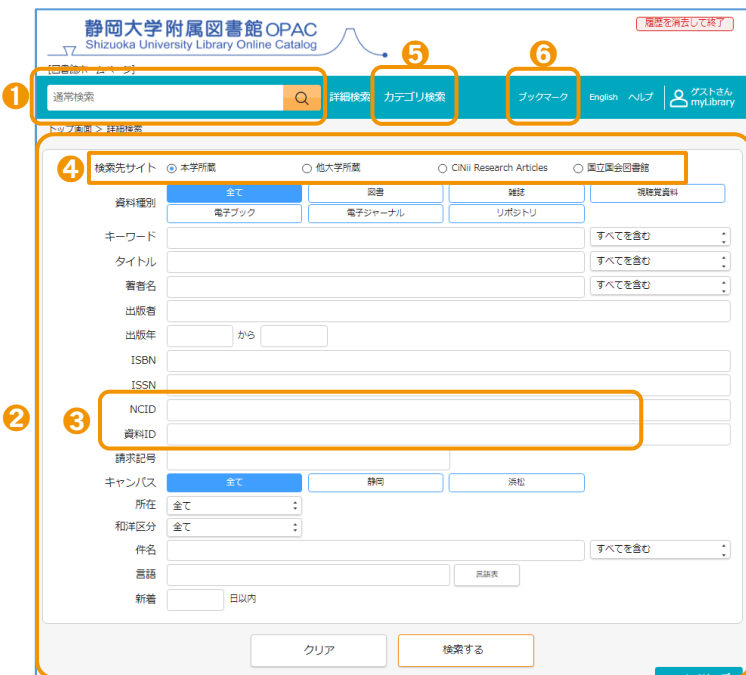 静岡大学附属図書館OPAC
Shizuoka University Library Online Catalog
履歴を消去して終了
[図書館ホームページ]
❶ 通常検索 詳細検索 ❺ カテゴリ検索 ❻ ブックマーク English ヘルプ ゲストさん
myLibrary
トップ画面 > 詳細検索
❷
❹ 検索先サイト 本学所蔵 他大学所蔵 CiNii Research Articles 国立国会図書館
資料種別 全て 図書 雑誌 視聴覚資料
電子ブック 電子ジャーナル リポジトリ
キーワード すべてを含む
タイトル すべてを含む
著者名 すべてを含む
出版者
出版年 から
ISBN
ISSN
❸ NCID
資料ID
請求記号
キャンパス 全て 静岡 浜松
所在 全て
和洋区分 全て
件名 すべてを含む
言語 言語表
新着 日以内
クリア 検索する